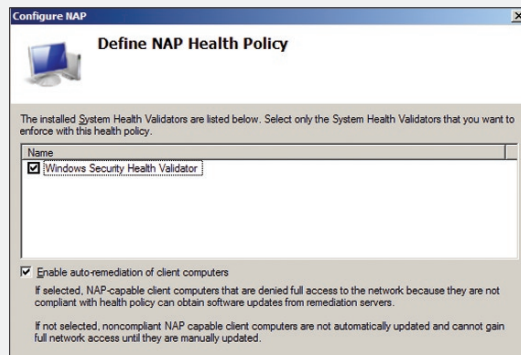 Configure NAP
Define NAP Health Policy
The installed System Health Validators are listed below. Select only the System Health Validators that you want to
enforce with this health policy.
Name
Windows Security Health Validator
Enable auto-remediation of client computers
If selected, NAP-capable client computers that are denied full access to the network because they are not
compliant with health policy can obtain software updates from remediation servers.
If not selected, noncompliant NAP capable client computers are not automatically updated and cannot gain
full network access until they are manually updated.